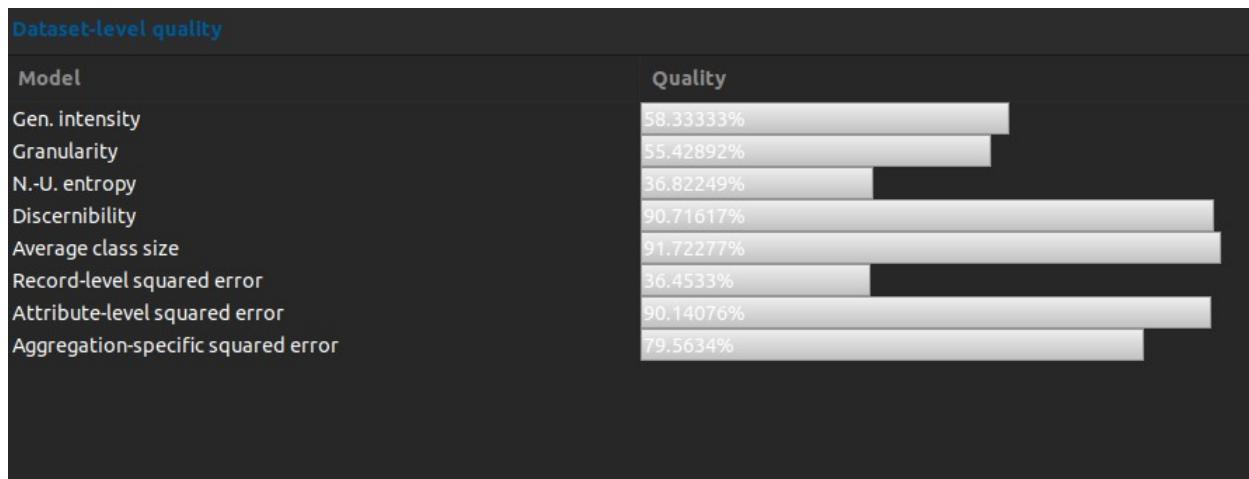 Dataset-level quality
Model Quality
Gen. intensity 58.33333%
Granularity 55.42892%
N.-U. entropy 36.82249%
Discernibility 90.71617%
Average class size 91.72277%
Record-level squared error 36.4533%
Attribute-level squared error 90.14076%
Aggregation-specific squared error 79.5634%